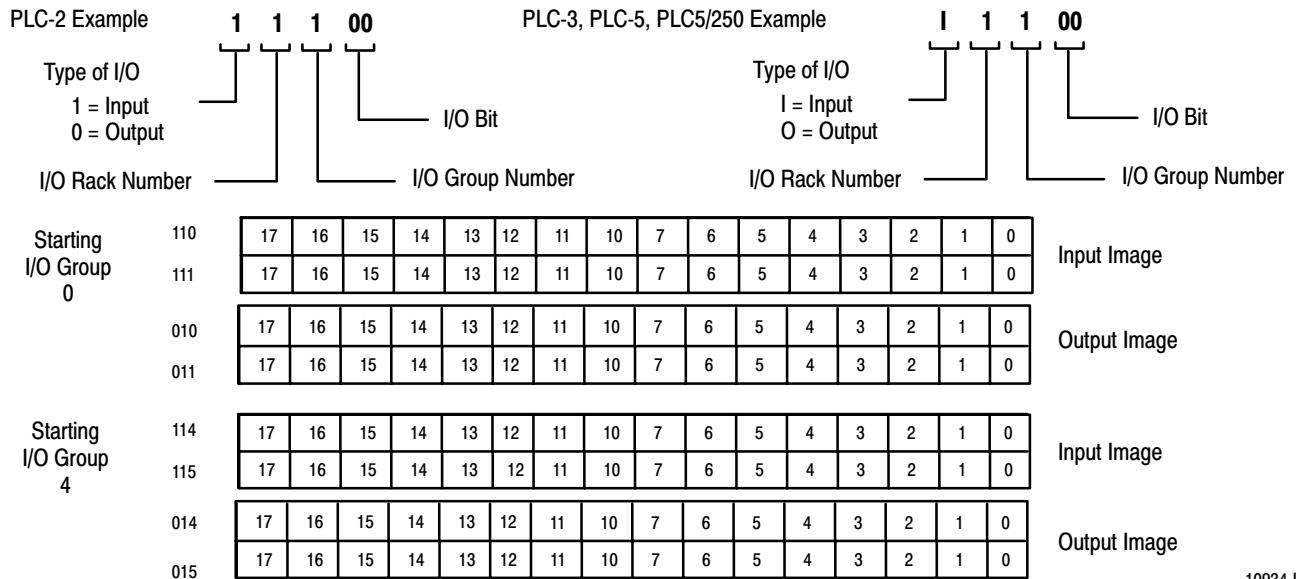 PLC-2 Example 1 1 1 00 PLC-3, PLC-5, PLC5/250 Example I 1 1 00
Type of I/O Type of I/O
1 = Input I = Input
0 = Output I/O Bit O = Output I/O Bit
I/O Rack Number I/O Group Number I/O Rack Number I/O Group Number
Starting I/O Group 0
110 17 16 15 14 13 12 11 10 7 6 5 4 3 2 1 0
111 17 16 15 14 13 12 11 10 7 6 5 4 3 2 1 0
Input Image
010 17 16 15 14 13 12 11 10 7 6 5 4 3 2 1 0
011 17 16 15 14 13 12 11 10 7 6 5 4 3 2 1 0
Output Image
Starting I/O Group 4
114 17 16 15 14 13 12 11 10 7 6 5 4 3 2 1 0
115 17 16 15 14 13 12 11 10 7 6 5 4 3 2 1 0
Input Image
014 17 16 15 14 13 12 11 10 7 6 5 4 3 2 1 0
015 17 16 15 14 13 12 11 10 7 6 5 4 3 2 1 0
Output Image